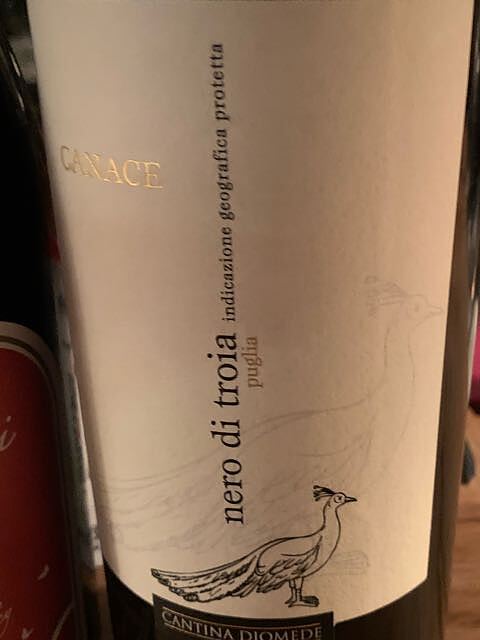 CANACE
nero di troia indicazione geografica protetta
puglia
CANTINA DIOMEDE